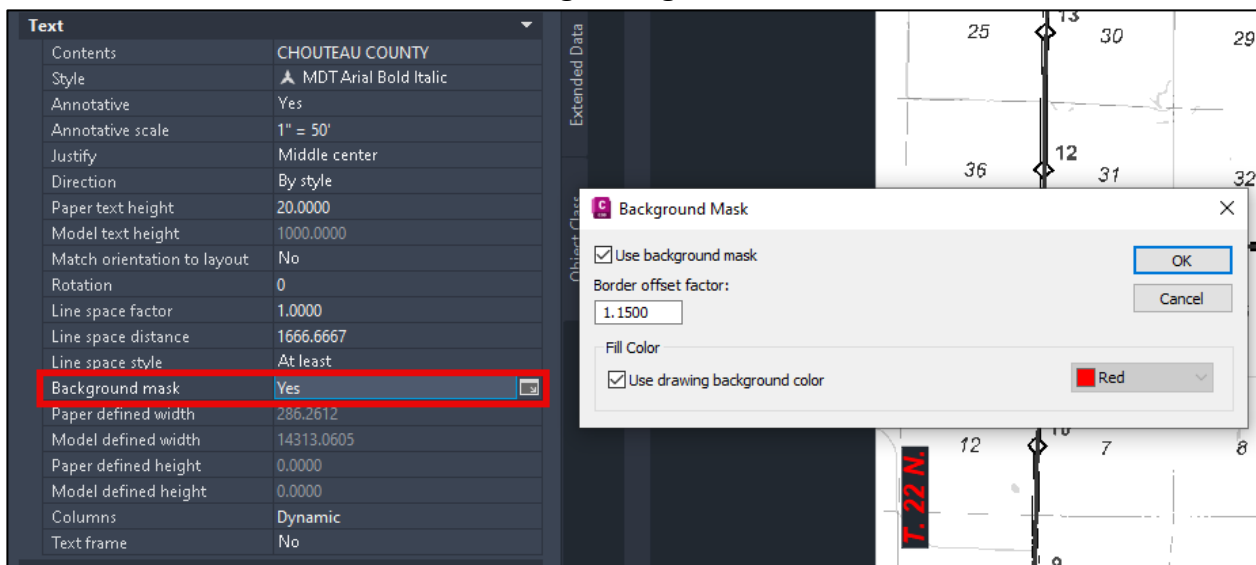 Text
Contents CHOUTEAU COUNTY
Style MDT Arial Bold Italic
Annotative Yes
Annotative scale 1" = 50'
Justify Middle center
Direction By style
Paper text height 20.0000
Model text height 1000.0000
Match orientation to layout No
Rotation 0
Line space factor 1.0000
Line space distance 1666.6667
Line space style At least
Background mask Yes
Paper defined width 286.2612
Model defined width 14313.0605
Paper defined height 0.0000
Model defined height 0.0000
Columns Dynamic
Text frame No
Extended Data
Object Class
13
25 30 29
12
36 31 32
Background Mask
Use background mask
OK
Border offset factor:
Cancel
1.1500
Fill Color
Use drawing background color
Red
12 7 8
T. 22 N.